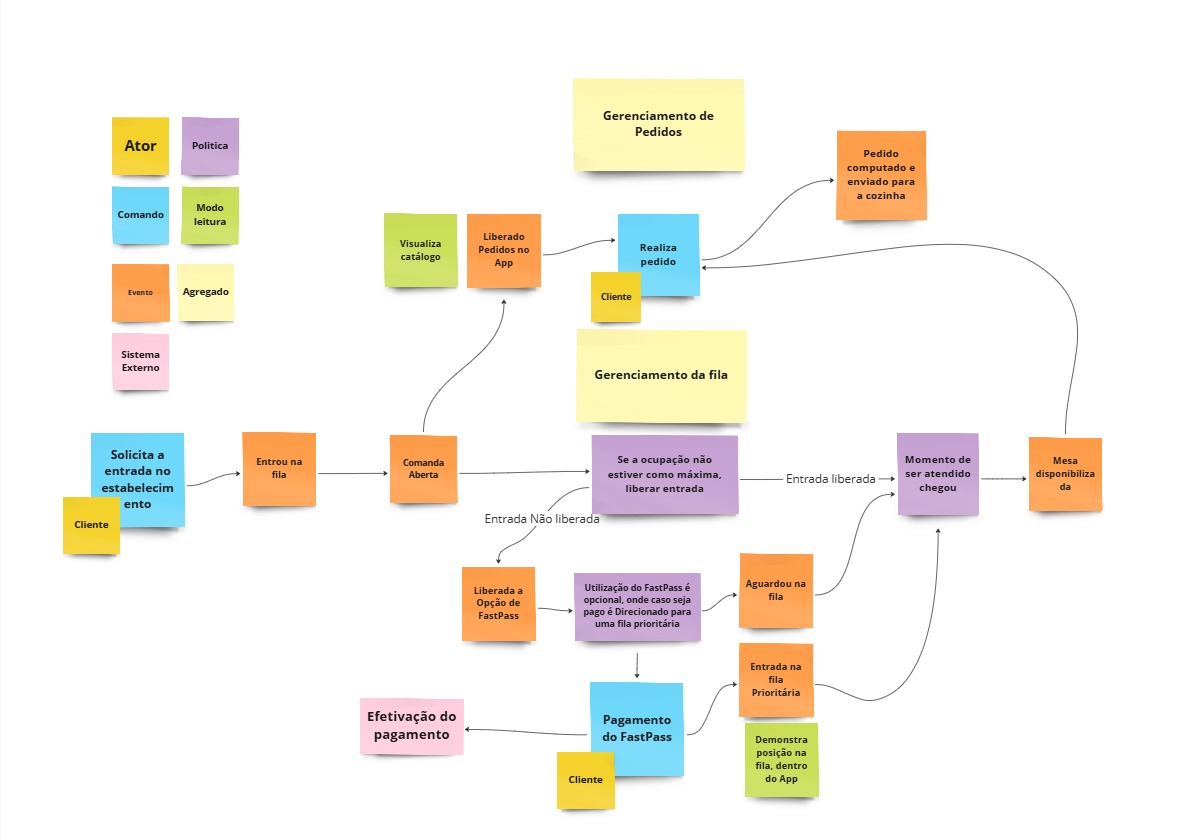 Gerenciamento de
Pedidos
Ator
Politica
Comando
Modo
leitura
Evento
Agregado
Sistema
Externo
Pedido
computado e
enviado para
a cozinha
Visualiza
catálogo
Liberado
Pedidos no
App
Realiza
pedido
Cliente
Gerenciamento da fila
Solicita a
entrada no
estabelecim
ento
Cliente
Entrou na
fila
Comanda
Aberta
Se a ocupação não
estiver como máxima,
liberar entrada
Entrada liberada
Momento de
ser atendido
chegou
Mesa
disponibiliza
da
Entrada Não liberada
Liberada a
Opção de
FastPass
Utilização do FastPass é
opcional, onde caso seja
pago é Direcionado para
uma fila prioritária
Aguardou na
fila
Entrada na
fila
Prioritária
Efetivação do
pagamento
Pagamento
do FastPass
Cliente
Demonstra
posição na
fila, dentro
do App